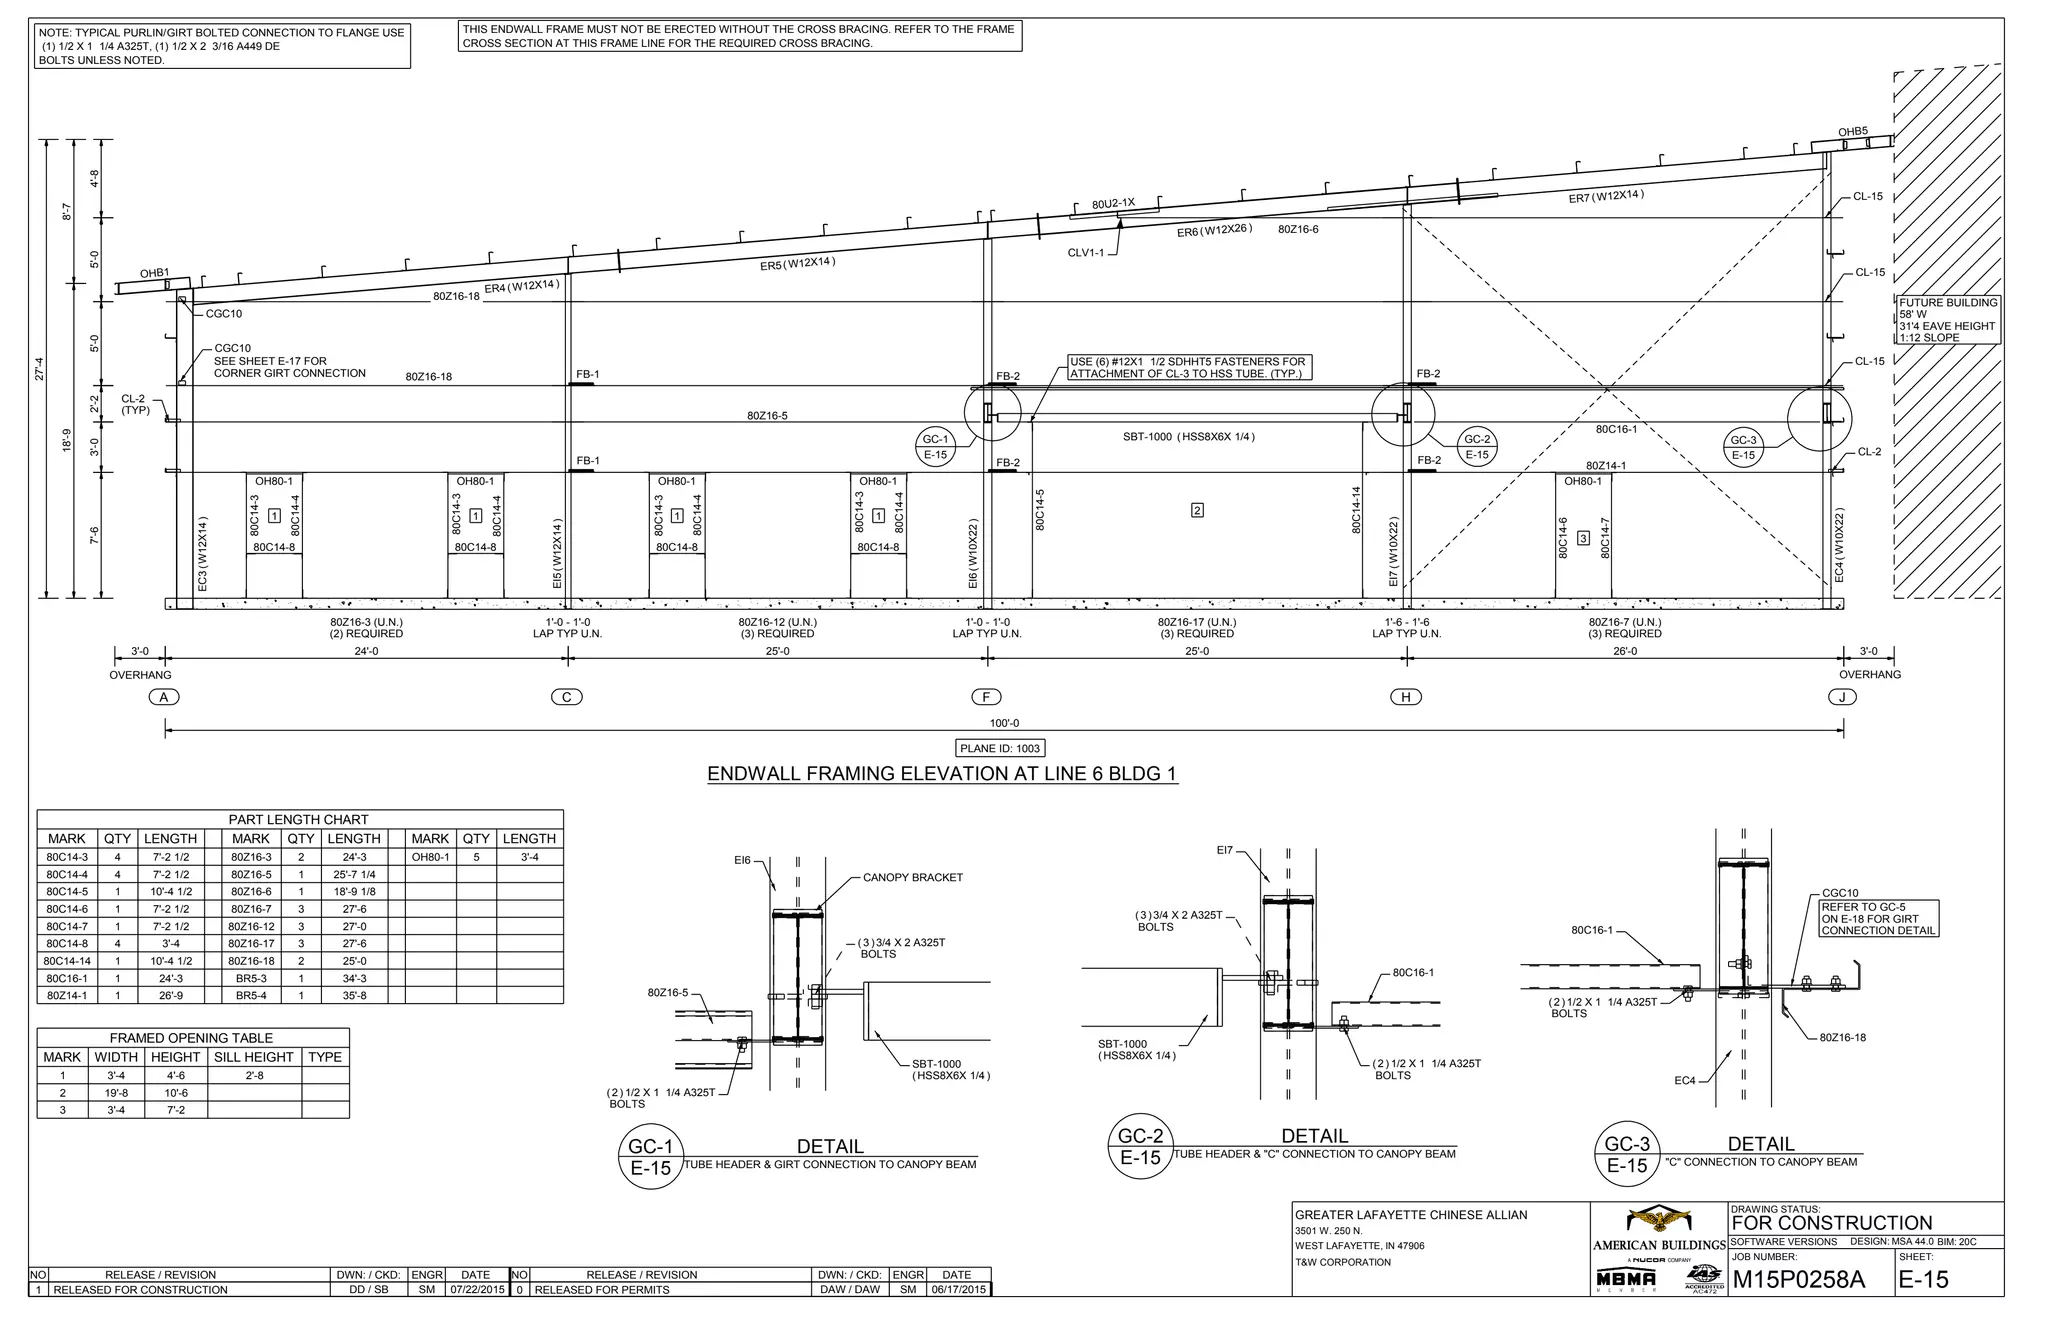 NOTE: TYPICAL PURLIN/GIRT BOLTED CONNECTION TO FLANGE USE
(1) 1/2 X 1 1/4 A325T, (1) 1/2 X 2 3/16 A449 DE
BOLTS UNLESS NOTED.
THIS ENDWALL FRAME MUST NOT BE ERECTED WITHOUT THE CROSS BRACING. REFER TO THE FRAME
CROSS SECTION AT THIS FRAME LINE FOR THE REQUIRED CROSS BRACING.
OHB5
4'-8
8'-7
5'-0
5'-0
27'-4
2'-2
18'-9
3'-0
7'-6
80U2-1X
ER7 ( W12X14 )
CL-15
ER6 ( W12X26 )
80Z16-6
CLV1-1
ER5 ( W12X14 )
OHB1
ER4 ( W12X14 )
80Z16-18
CL-15
CGC10
FUTURE BUILDING
58' W
31'4 EAVE HEIGHT
1:12 SLOPE
CGC10
SEE SHEET E-17 FOR
CORNER GIRT CONNECTION
80Z16-18
FB-1
FB-2
USE (6) #12X1 1/2 SDHHT5 FASTENERS FOR
ATTACHMENT OF CL-3 TO HSS TUBE. (TYP.)
FB-2
CL-15
CL-2
(TYP)
80Z16-5
SBT-1000 ( HSS8X6X 1/4 )
80C16-1
GC-1
E-15
GC-2
E-15
GC-3
E-15
CL-2
FB-1
FB-2
FB-2
80Z14-1
OH80-1
OH80-1
OH80-1
OH80-1
OH80-1
80C14-3
1
80C14-4
80C14-8
80C14-3
1
80C14-4
80C14-8
80C14-3
1
80C14-4
80C14-8
80C14-3
1
80C14-4
80C14-8
80C14-5
2
80C14-14
80C14-6
3
80C14-7
EC3 ( W12X14 )
EI5 ( W12X14 )
EI6 ( W10X22 )
EI7 ( W10X22 )
EC4 ( W10X22 )
80Z16-3 (U.N.)
(2) REQUIRED
1'-0 - 1'-0
LAP TYP U.N.
80Z16-12 (U.N.)
(3) REQUIRED
1'-0 - 1'-0
LAP TYP U.N.
80Z16-17 (U.N.)
(3) REQUIRED
1'-6 - 1'-6
LAP TYP U.N.
80Z16-7 (U.N.)
(3) REQUIRED
3'-0
24'-0
25'-0
25'-0
26'-0
3'-0
OVERHANG
OVERHANG
A
C
F
H
J
100'-0
PLANE ID: 1003
ENDWALL FRAMING ELEVATION AT LINE 6 BLDG 1
PART LENGTH CHART
MARK QTY LENGTH MARK QTY LENGTH MARK QTY LENGTH
80C14-3 4 7'-2 1/2 80Z16-3 2 24'-3 OH80-1 5 3'-4
80C14-4 4 7'-2 1/2 80Z16-5 1 25'-7 1/4
80C14-5 1 10'-4 1/2 80Z16-6 1 18'-9 1/8
80C14-6 1 7'-2 1/2 80Z16-7 3 27'-6
80C14-7 1 7'-2 1/2 80Z16-12 3 27'-0
80C14-8 4 3'-4 80Z16-17 3 27'-6
80C14-14 1 10'-4 1/2 80Z16-18 2 25'-0
80C16-1 1 24'-3 BR5-3 1 34'-3
80Z14-1 1 26'-9 BR5-4 1 35'-8
FRAMED OPENING TABLE
MARK WIDTH HEIGHT SILL HEIGHT TYPE
1 3'-4 4'-6 2'-8
2 19'-8 10'-6
3 3'-4 7'-2
EI6
CANOPY BRACKET
( 3 ) 3/4 X 2 A325T
BOLTS
80Z16-5
SBT-1000
( HSS8X6X 1/4 )
( 2 ) 1/2 X 1 1/4 A325T
BOLTS
GC-1
E-15
DETAIL
TUBE HEADER & GIRT CONNECTION TO CANOPY BEAM
EI7
( 3 ) 3/4 X 2 A325T
BOLTS
80C16-1
SBT-1000
( HSS8X6X 1/4 )
( 2 ) 1/2 X 1 1/4 A325T
BOLTS
GC-2
E-15
DETAIL
TUBE HEADER & "C" CONNECTION TO CANOPY BEAM
CGC10
REFER TO GC-5
ON E-18 FOR GIRT
CONNECTION DETAIL
80C16-1
( 2 ) 1/2 X 1 1/4 A325T
BOLTS
80Z16-18
EC4
GC-3
E-15
DETAIL
"C" CONNECTION TO CANOPY BEAM
GREATER LAFAYETTE CHINESE ALLIAN
3501 W. 250 N.
WEST LAFAYETTE, IN 47906
T&W CORPORATION
AMERICAN BUILDINGS
A NUCOR COMPANY
MBMA
MEMBER
IAS
ACCREDITED
AC472
DRAWING STATUS:
FOR CONSTRUCTION
SOFTWARE VERSIONS DESIGN: MSA 44.0 BIM: 20C
JOB NUMBER:
M15P0258A
SHEET:
E-15
NO RELEASE / REVISION DWN: / CKD: ENGR DATE NO RELEASE / REVISION DWN: / CKD: ENGR DATE
1 RELEASED FOR CONSTRUCTION DD / SB SM 07/22/2015 0 RELEASED FOR PERMITS DAW / DAW SM 06/17/2015